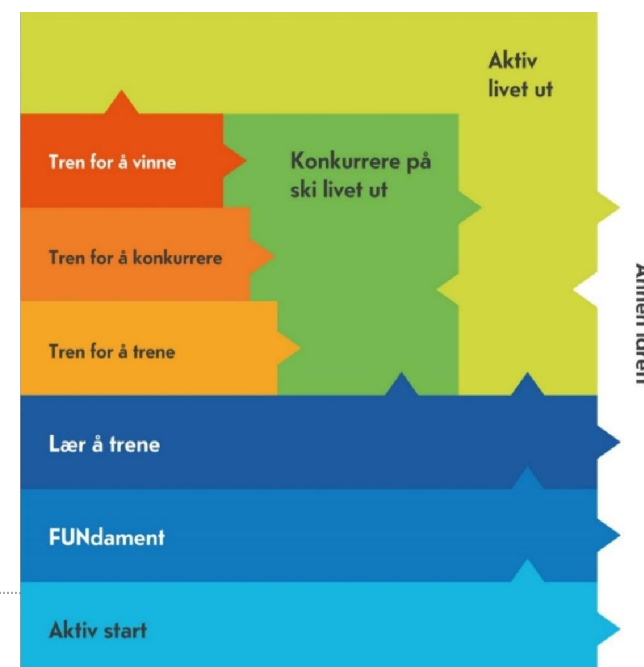 Aktiv
livet ut
Tren for å vinne
Konkurrere på
ski livet ut
Tren for å konkurrere
Tren for å trene
Lær å trene
FUNdament
Aktiv start